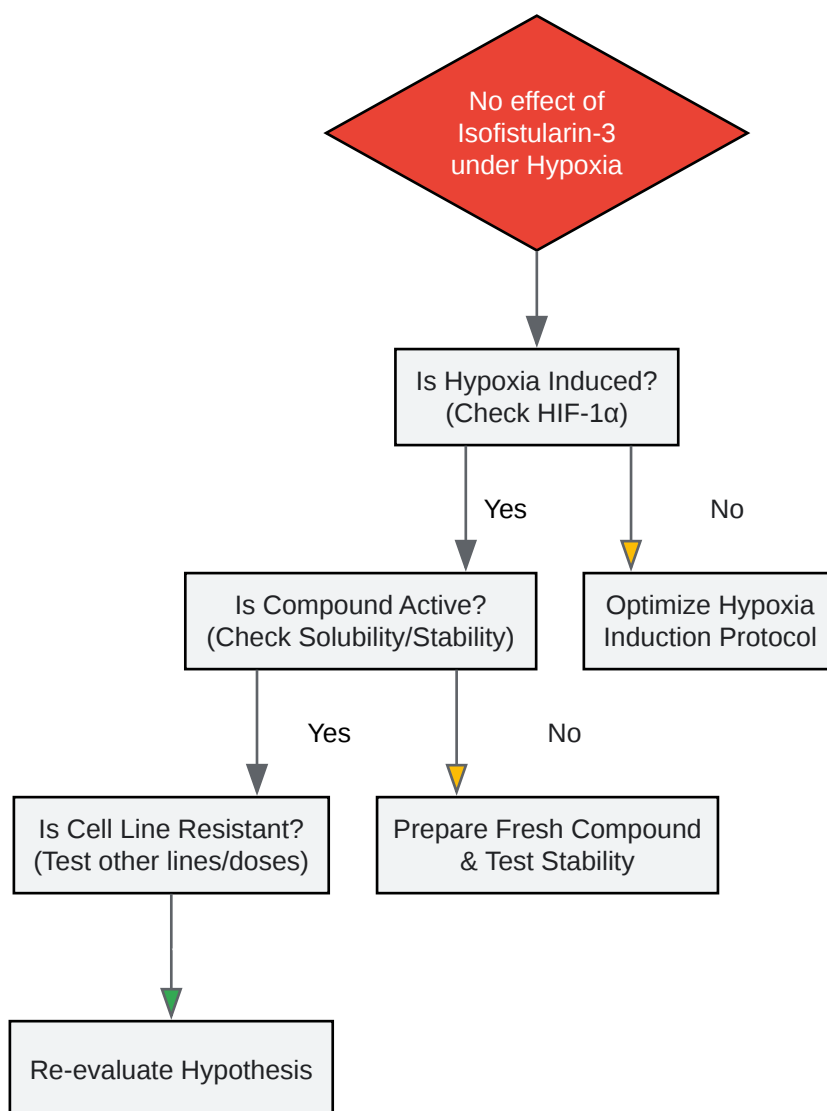 No effect of
Isofistularin-3
under Hypoxia
Is Hypoxia Induced?
(Check HIF-1α)
Yes
No
Is Compound Active?
(Check Solubility/Stability)
Optimize Hypoxia
Induction Protocol
Yes
No
Is Cell Line Resistant?
(Test other lines/doses)
Prepare Fresh Compound
& Test Stability
Re-evaluate Hypothesis